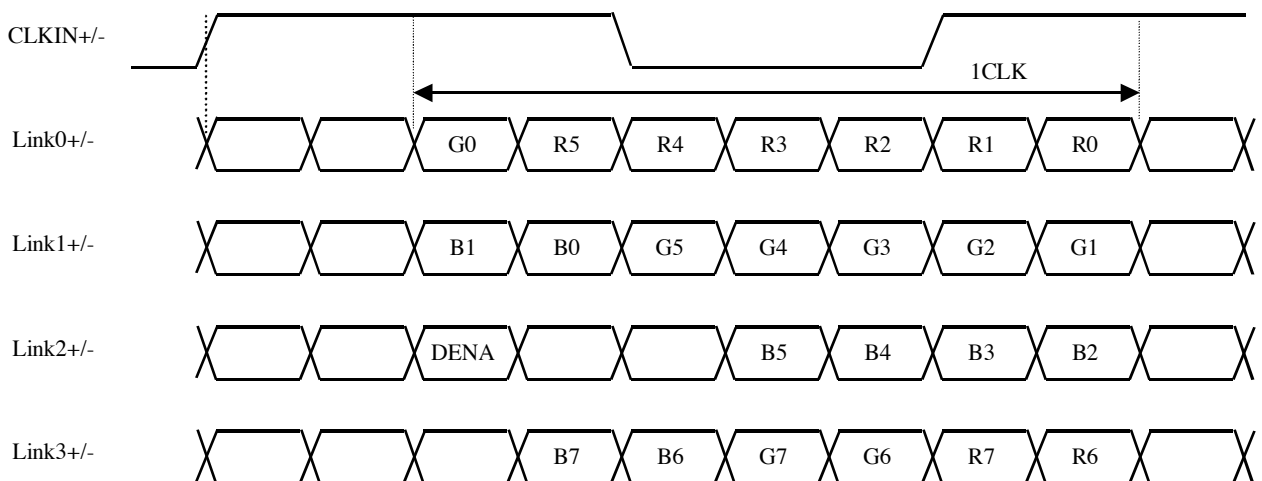 CLKIN+/-
1CLK
Link0+/- G0 R5 R4 R3 R2 R1 R0
Link1+/- B1 B0 G5 G4 G3 G2 G1
Link2+/- DENA B5 B4 B3 B2
Link3+/- B7 B6 G7 G6 R7 R6